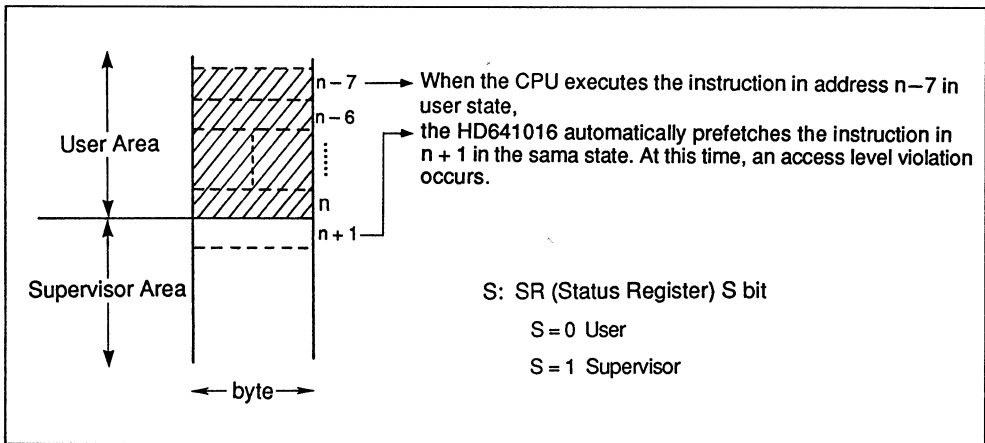 n – 7
When the CPU executes the instruction in address n–7 in
user state,
n–6
the HD641016 automatically prefetches the instruction in
n + 1 in the sama state. At this time, an access level violation
occurs.
User Area
n
n + 1
Supervisor Area
S: SR (Status Register) S bit
S = 0 User
S = 1 Supervisor
byte